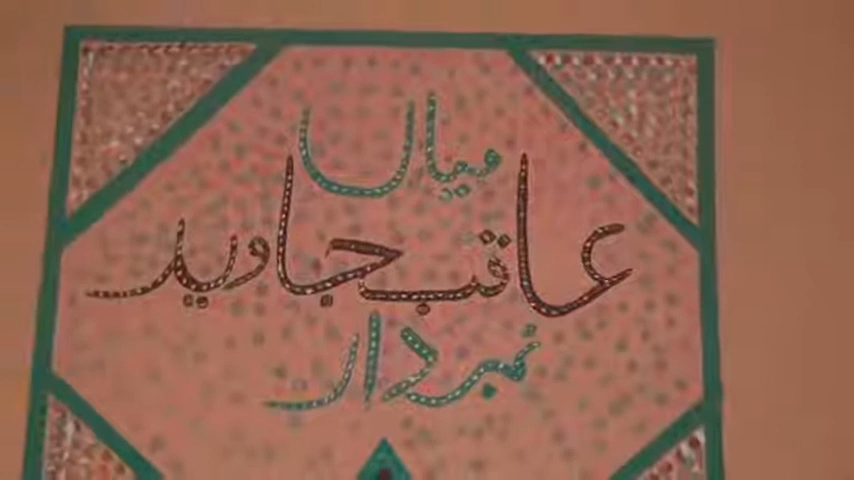 میاں
عاقب جاوید
نمبردار